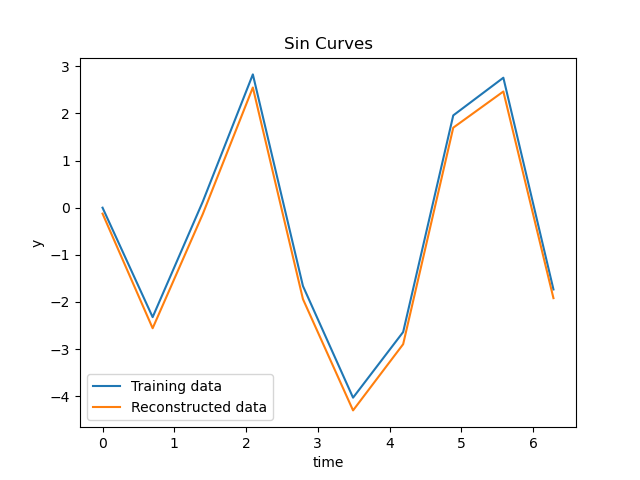 Sin Curves
3
2
1
0
−1
−2
−3
−4
y
Training data
Reconstructed data
0 1 2 3 4 5 6
time